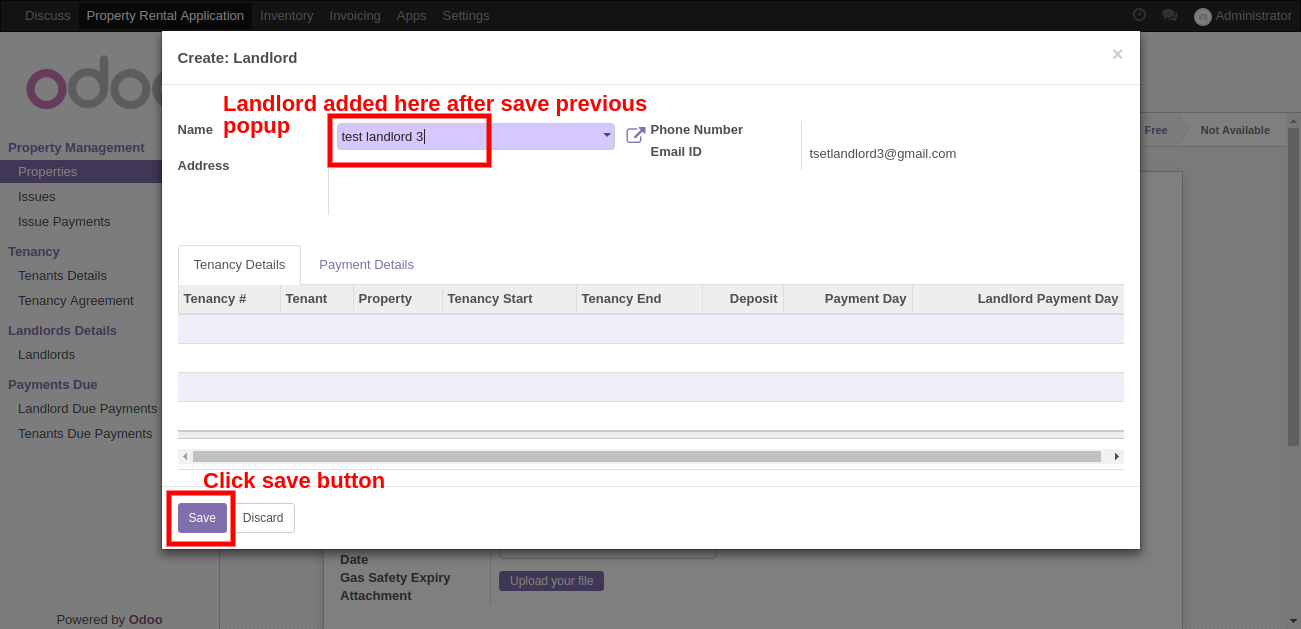 Discuss Property Rental Application Inventory Invoicing Apps Settings Administrator
odoo
Create: Landlord ×
Landlord added here after save previous
popup
Name test landlord 3 Phone Number
Email ID tsetlandlord3@gmail.com
Address
Free Not Available
Property Management
Properties
Issues
Issue Payments
Tenancy
Tenants Details
Tenancy Agreement
Landlords Details
Landlords
Payments Due
Landlord Due Payments
Tenants Due Payments
Tenancy Details Payment Details
Tenancy # Tenant Property Tenancy Start Tenancy End Deposit Payment Day Landlord Payment Day
Click save button
Save Discard
Date
Gas Safety Expiry
Attachment
Upload your file
Powered by Odoo